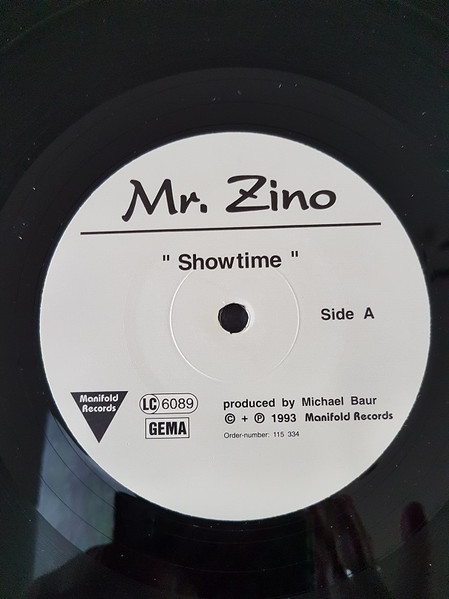 Mr. Zino
" Showtime "
Side A
Manifold
Records
LC 6089
GEMA
produced by Michael Baur
© + ℗ 1993 Manifold Records
Order-number: 115 334